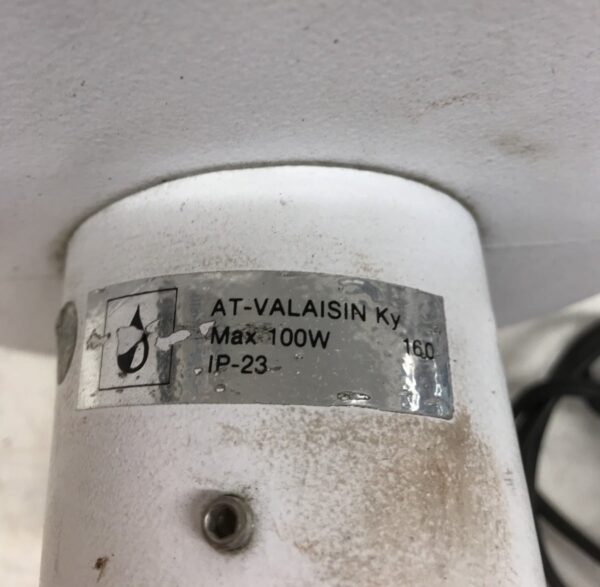 AT-VALAISIN Ky
Max 100W 160
IP-23